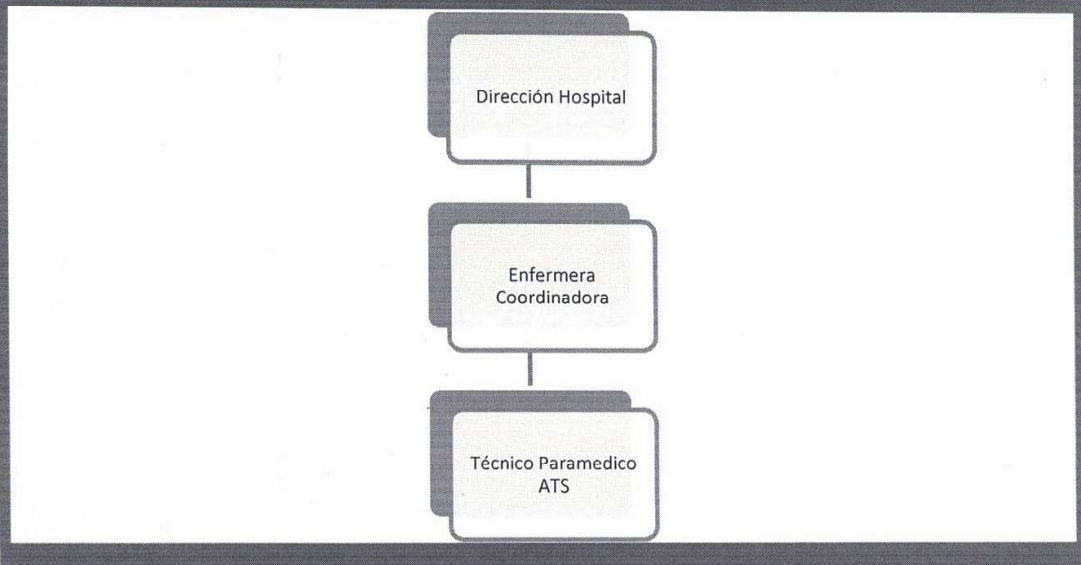 Dirección Hospital
Enfermera
Coordinadora
Técnico Paramedico
ATS